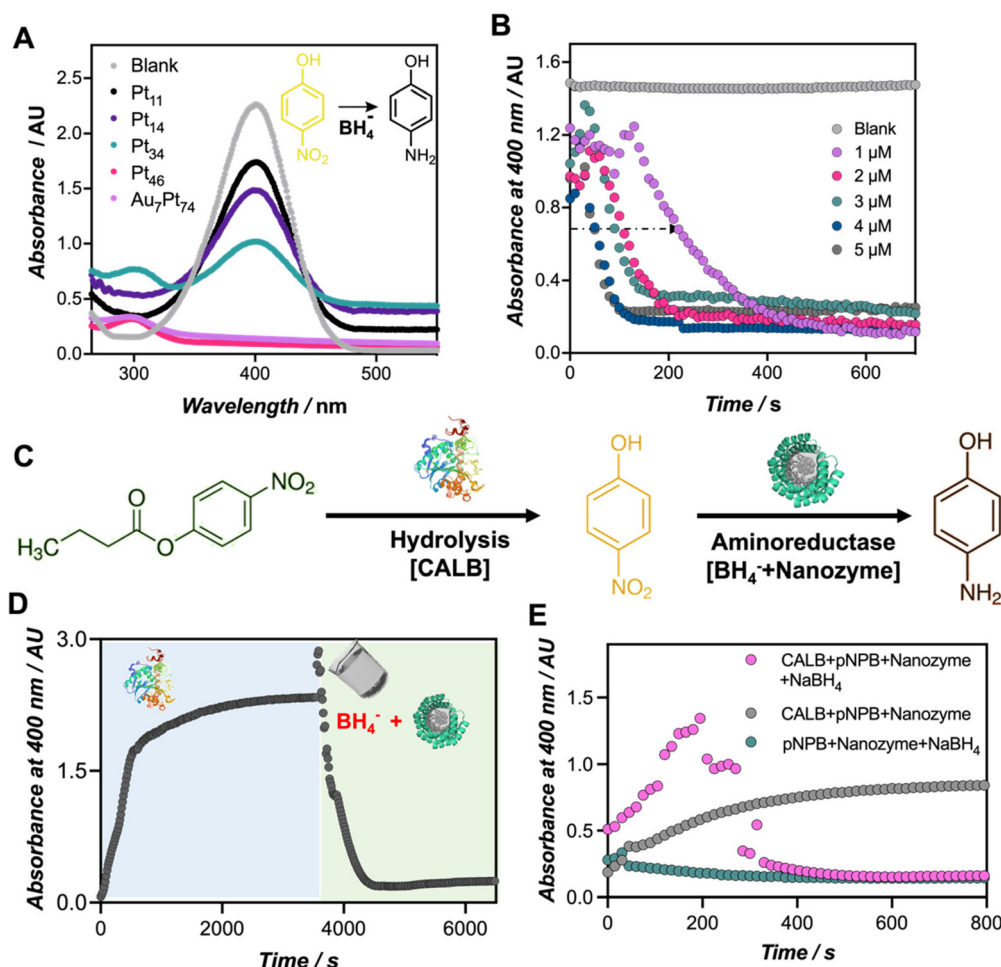 A
Absorbance / AU
2.5
2.0
1.5
1.0
0.5
0.0
300
400
500
Wavelength / nm
Blank
Pt11
Pt14
Pt34
Pt46
Au7Pt74
OH
NO2
BH4-
OH
NH2
B
Absorbance at 400 nm / AU
1.6
1.2
0.8
0.4
0.0
0
200
400
600
Time / s
Blank
1 µM
2 µM
3 µM
4 µM
5 µM
C
H3C
O
O
NO2
Hydrolysis
[CALB]
OH
NO2
Aminoreductase
[BH4-+Nanozyme]
OH
NH2
D
Absorbance at 400 nm / AU
3.0
1.5
0.0
0
2000
4000
6000
Time / s
BH4- +
E
Absorbance at 400 nm / AU
1.5
1.0
0.5
0.0
0
200
400
600
800
Time / s
CALB+pNPB+Nanozyme
+NaBH4
CALB+pNPB+Nanozyme
pNPB+Nanozyme+NaBH4